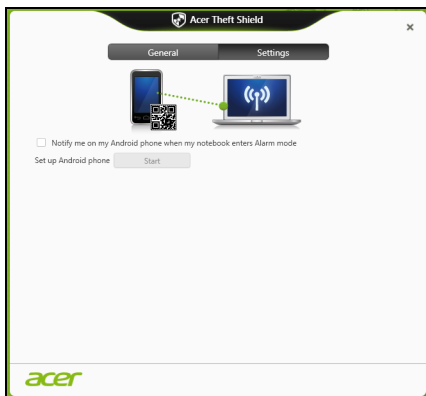 Acer Theft Shield
General Settings
Notify me on my Android phone when my notebook enters Alarm mode
Set up Android phone Start
acer